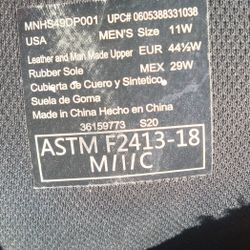 MNHS49DP001 UPC# 0605388331038
USA MEN'S Size 11W
Leather and Man Made Upper EUR 44½W
Rubber Sole MEX 29W
Cubierta de Cuero y Sintetico
Suela de Goma
Made in China Hecho en China
36159773 S20
ASTM F2413-18
M/I/C